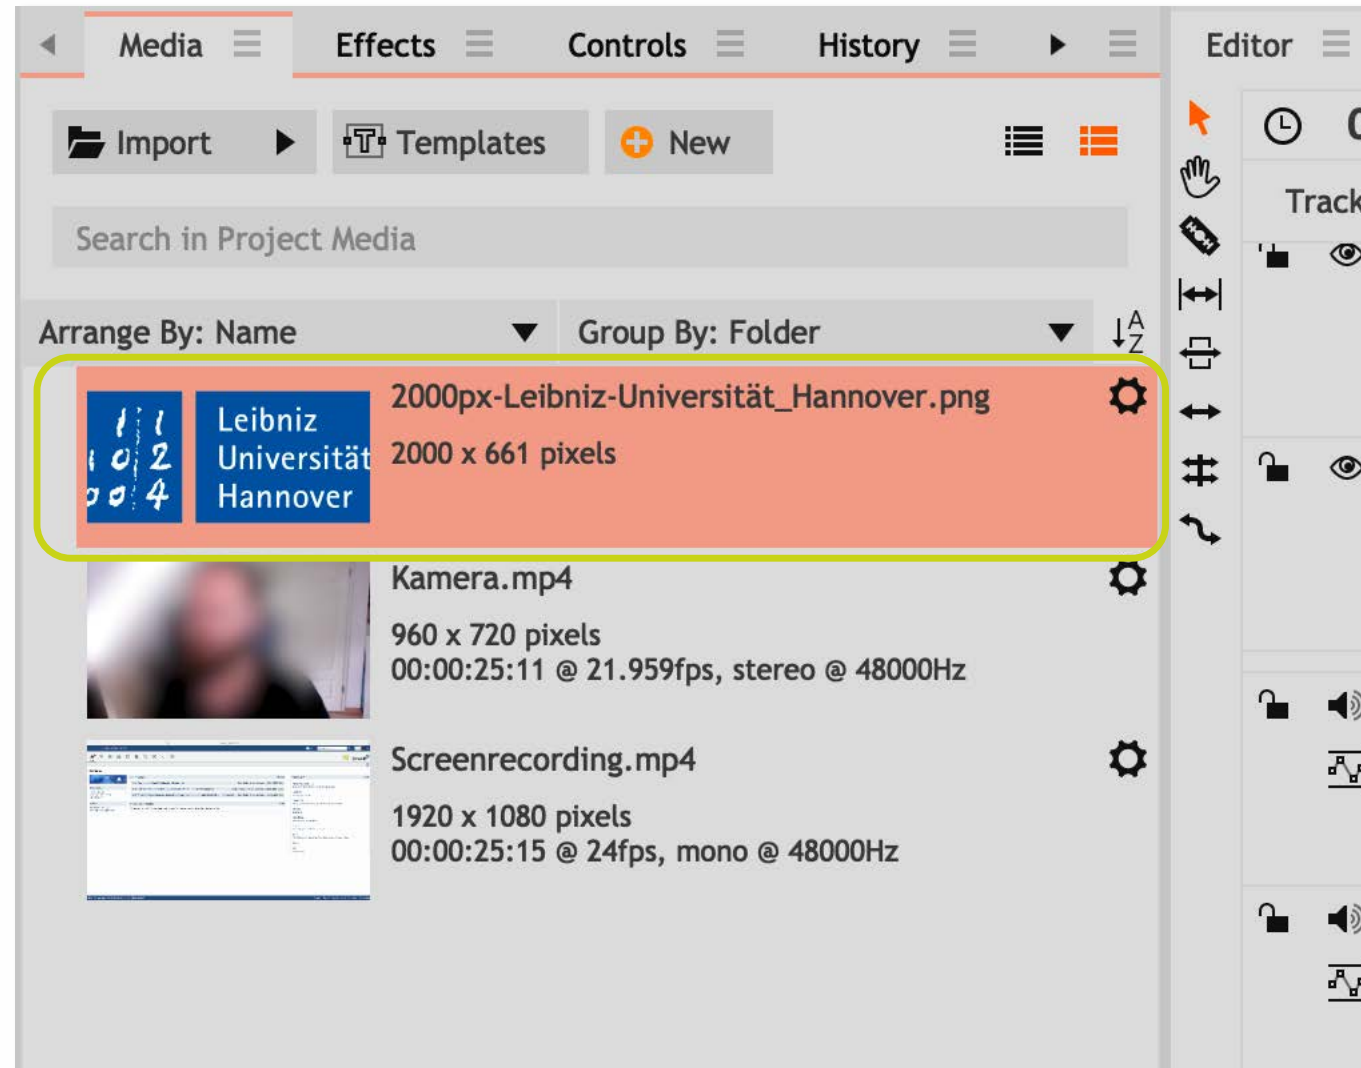 Media
Effects
Controls
History
Editor
Import
Templates
New
Search in Project Media
Track
Arrange By: Name
Group By: Folder
A
Z
2000px-Leibniz-Universität_Hannover.png
2000 x 661 pixels
Leibniz
Universität
Hannover
Kamera.mp4
960 x 720 pixels
00:00:25:11 @ 21.959fps, stereo @ 48000Hz
Screenrecording.mp4
1920 x 1080 pixels
00:00:25:15 @ 24fps, mono @ 48000Hz